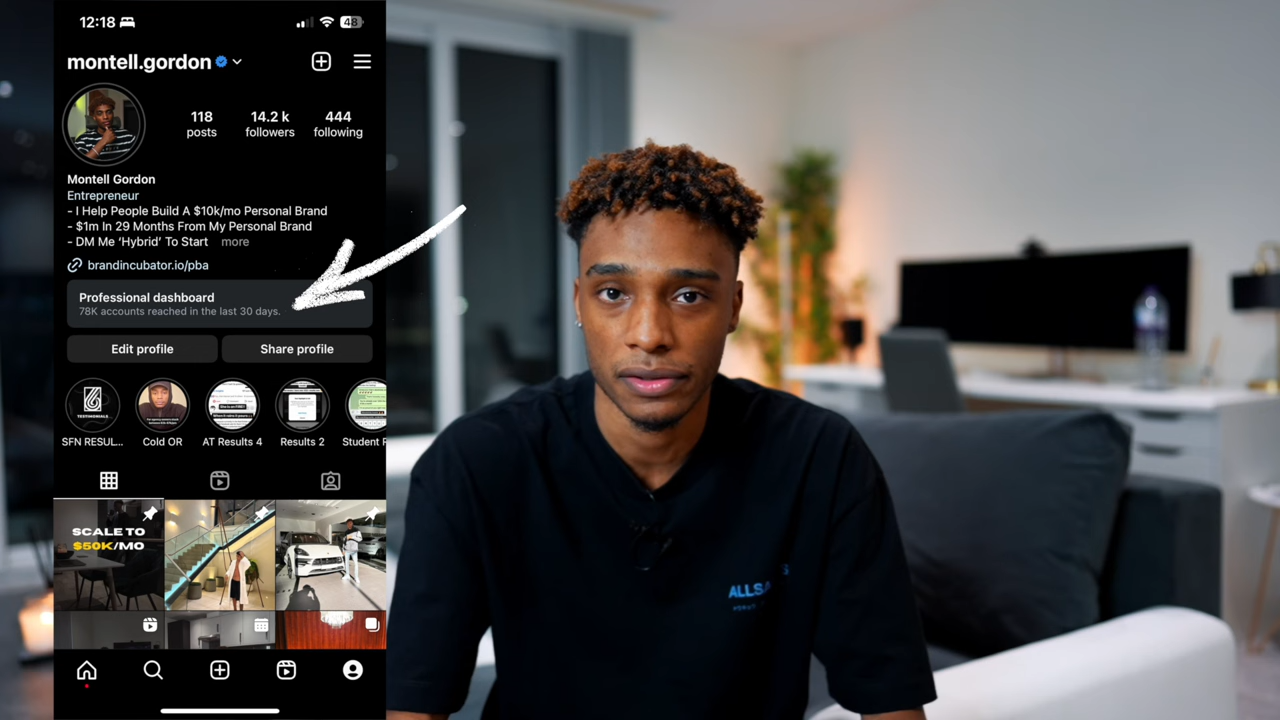 12:18
48
montell.gordon
118
posts
14.2 k
followers
444
following
Montell Gordon
Entrepreneur
- I Help People Build A $10k/mo Personal Brand
- $1m In 29 Months From My Personal Brand
- DM Me ‘Hybrid’ To Start more
brandincubator.io/pba
Professional dashboard
78K accounts reached in the last 30 days.
Edit profile
Share profile
TESTIMONIALS
SFN RESUL...
Cold OR
AT Results 4
Results 2
Student
SCALE TO
$50K/MO